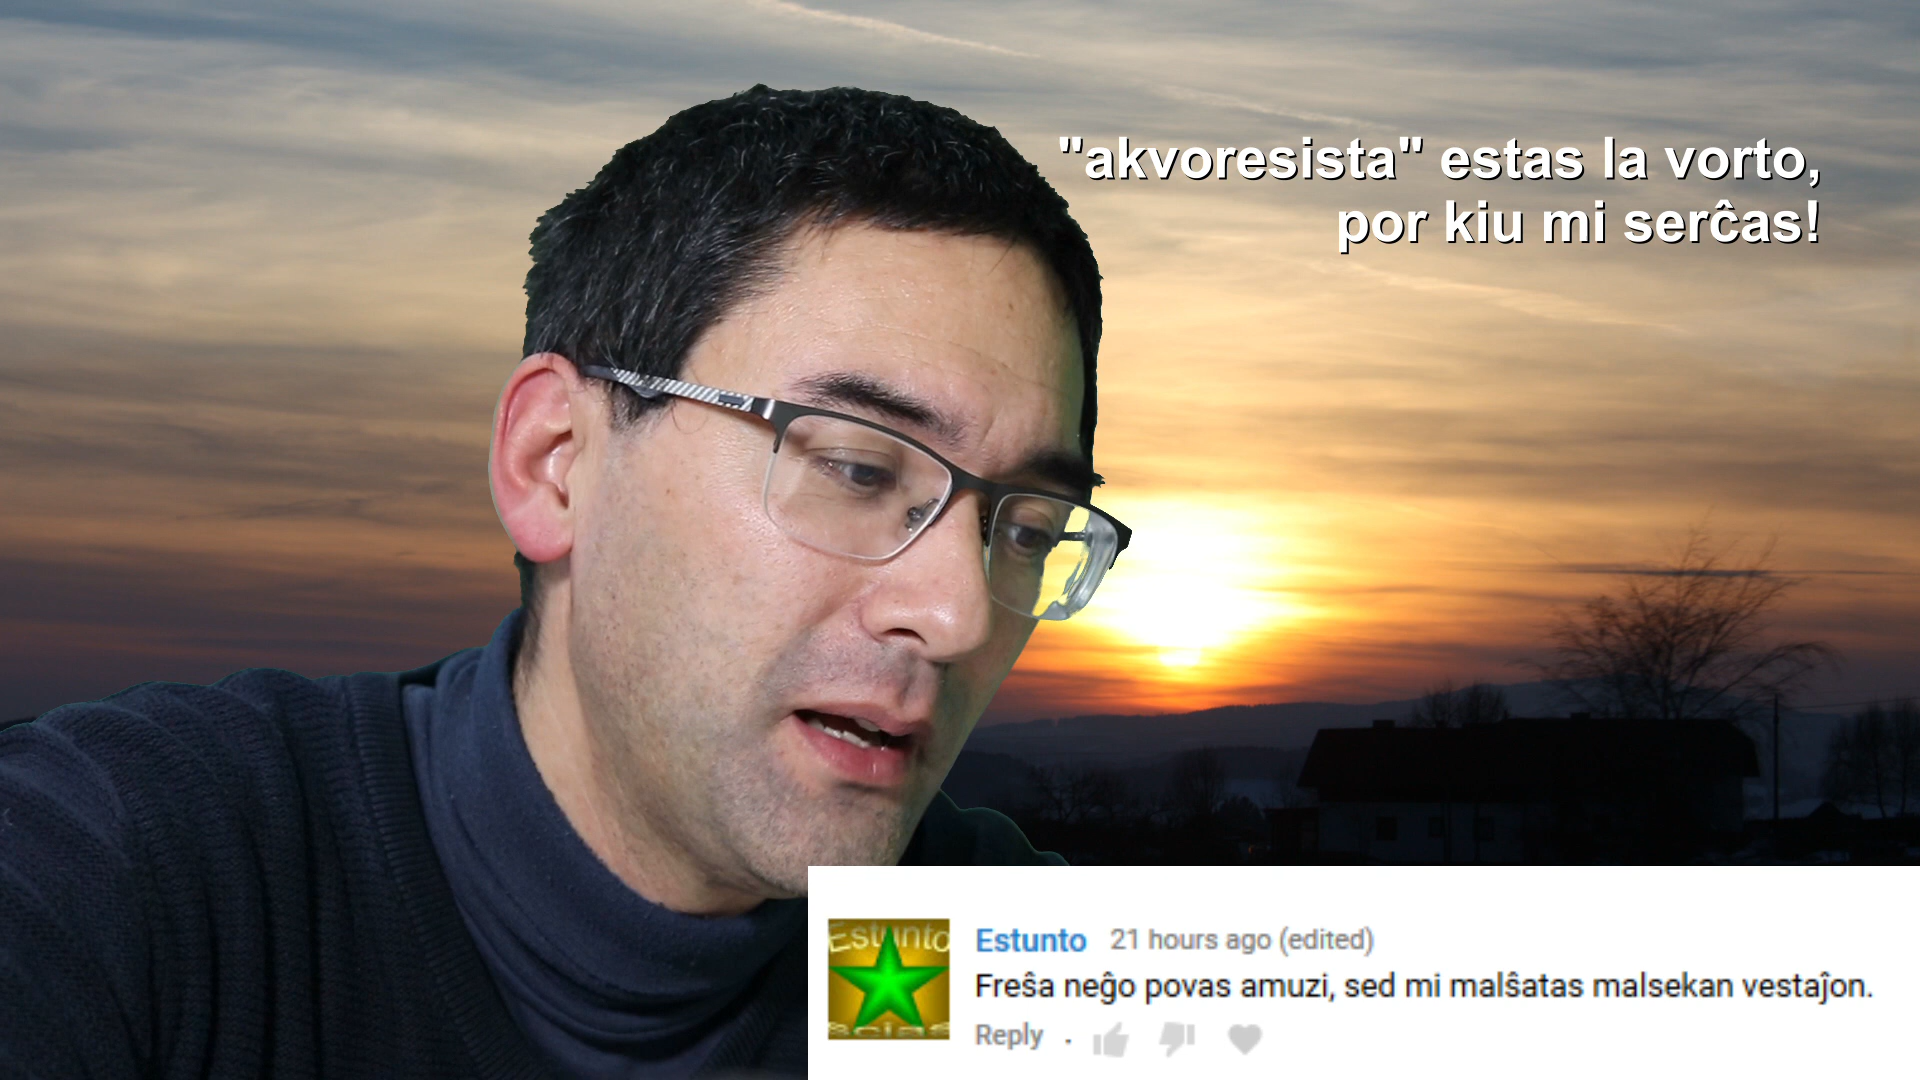 "akvoresista" estas la vorto,
por kiu mi serĉas!
Estunto
Estunto 21 hours ago (edited)
Freŝa neĝo povas amuzi, sed mi malŝatas malsekan vestaĵon.
Reply